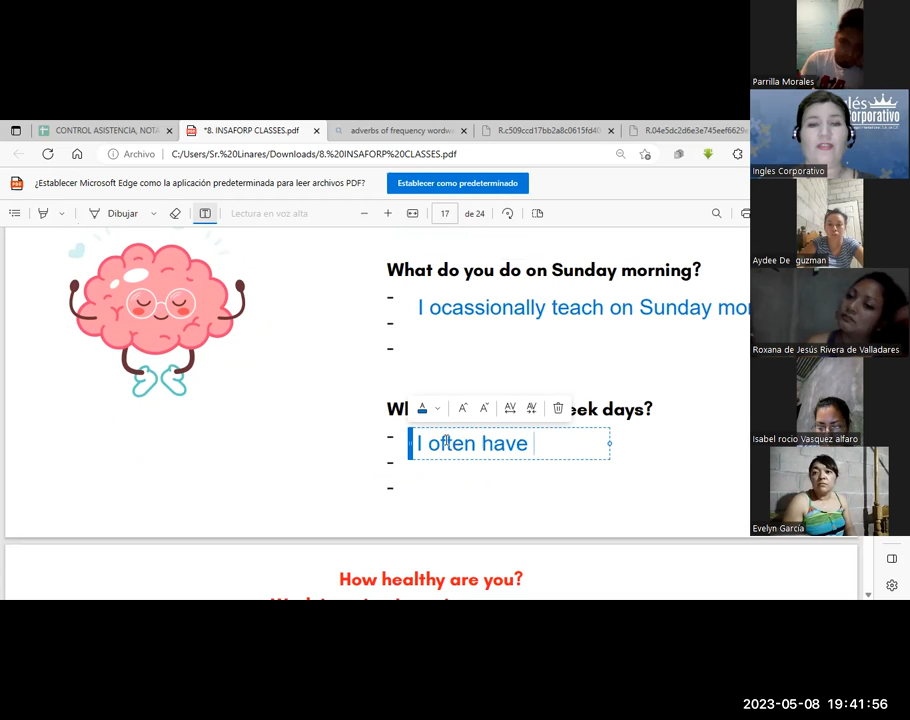 CONTROL ASISTENCIA, NOTA
*8. INSAFORP CLASSES.pdf
adverbs of frequency wordw
R.c509ccd17bb2a8c0615fd40
R.04e5dc2d6e3e745eef6629
Archivo
C:/Users/Sr.%20Linares/Downloads/8.%20INSAFORP%20CLASSES.pdf
¿Establecer Microsoft Edge como la aplicación predeterminada para leer archivos PDF?
Establecer como predeterminado
Dibujar
Lectura en voz alta
17
de 24
What do you do on Sunday morning?
-
I ocassionally teach on Sunday mor
-
-
Wh
eek days?
-
I often have
-
-
How healthy are you?
Parrilla Morales
lés
orporativo
Ingles Corporativo
Aydee De guzman
Roxana de Jesús Rivera de Valladares
Isabel rocio Vasquez alfaro
Evelyn García
2023-05-08 19:41:56